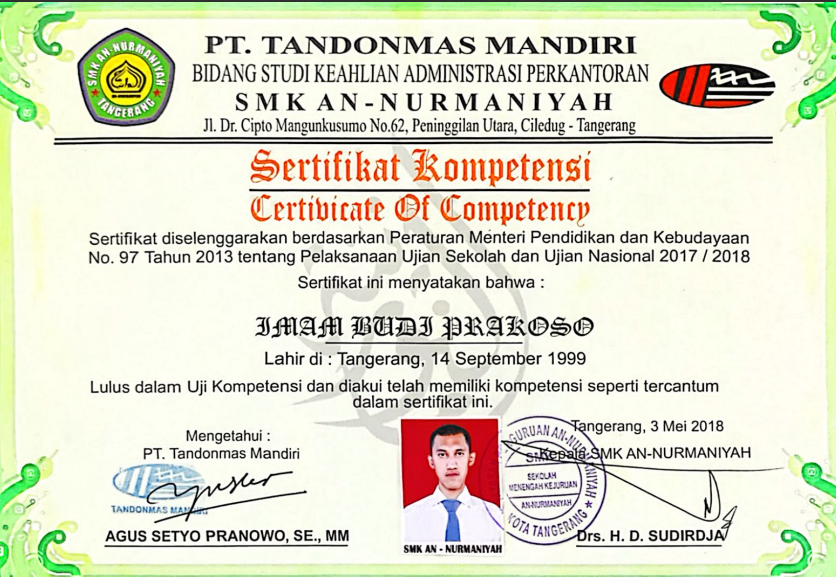 PT. TANDONMAS MANDIRI
BIDANG STUDI KEAHLIAN ADMINISTRASI PERKANTORAN
SMK AN-NURMANIYAH
Jl. Dr. Cipto Mangunkusumo No.62, Peninggilan Utara, Ciledug - Tangerang
SMK AN-NURMANIYAH
TANGERANG
Sertifikat Kompetensi
Certivicate Of Competency
Sertifikat diselenggarakan berdasarkan Peraturan Menteri Pendidikan dan Kebudayaan
No. 97 Tahun 2013 tentang Pelaksanaan Ujian Sekolah dan Ujian Nasional 2017 / 2018
Sertifikat ini menyatakan bahwa :
IMAM BUDI PRAKOSO
Lahir di : Tangerang, 14 September 1999
Lulus dalam Uji Kompetensi dan diakui telah memiliki kompetensi seperti tercantum
dalam sertifikat ini.
Mengetahui :
PT. Tandonmas Mandiri
TANDONMAS MANDIRI
AGUS SETYO PRANOWO, SE., MM
SMK AN - NURMANIYAH
GURUAN AN-NURMANIYAH
SMK
SEKOLAH
MENENGAH KEJURUAN
AN-NURMANIYAH
KOTA TANGERANG
Tangerang, 3 Mei 2018
Kepala SMK AN-NURMANIYAH
Drs. H. D. SUDIRDJA